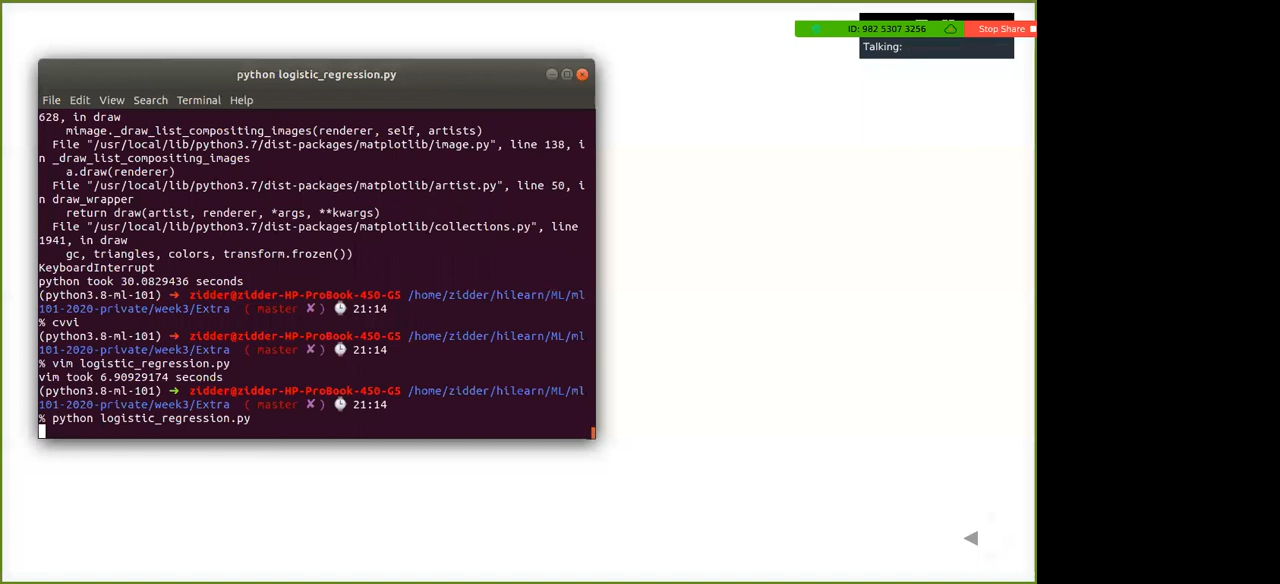 ID: 982 5307 3256
Stop Share
Talking:
python logistic_regression.py
File Edit View Search Terminal Help
628, in draw
mimage._draw_list_compositing_images(renderer, self, artists)
File "/usr/local/lib/python3.7/dist-packages/matplotlib/image.py", line 138, i
n _draw_list_compositing_images
a.draw(renderer)
File "/usr/local/lib/python3.7/dist-packages/matplotlib/artist.py", line 50, i
n draw_wrapper
return draw(artist, renderer, *args, **kwargs)
File "/usr/local/lib/python3.7/dist-packages/matplotlib/collections.py", line
1941, in draw
gc, triangles, colors, transform.frozen())
KeyboardInterrupt
python took 30.0829436 seconds
(python3.8-ml-101) → zidder@zidder-HP-ProBook-450-G5 /home/zidder/hilearn/ML/ml
101-2020-private/week3/Extra ( master ✘ ) 🕒 21:14
% cvvi
(python3.8-ml-101) → zidder@zidder-HP-ProBook-450-G5 /home/zidder/hilearn/ML/ml
101-2020-private/week3/Extra ( master ✘ ) 🕒 21:14
% vim logistic_regression.py
vim took 6.90929174 seconds
(python3.8-ml-101) → zidder@zidder-HP-ProBook-450-G5 /home/zidder/hilearn/ML/ml
101-2020-private/week3/Extra ( master ✘ ) 🕒 21:14
% python logistic_regression.py